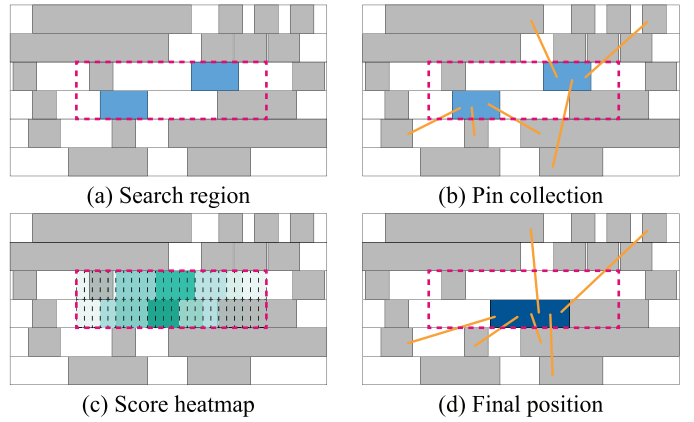 (a) Search region
(b) Pin collection
(c) Score heatmap
(d) Final position